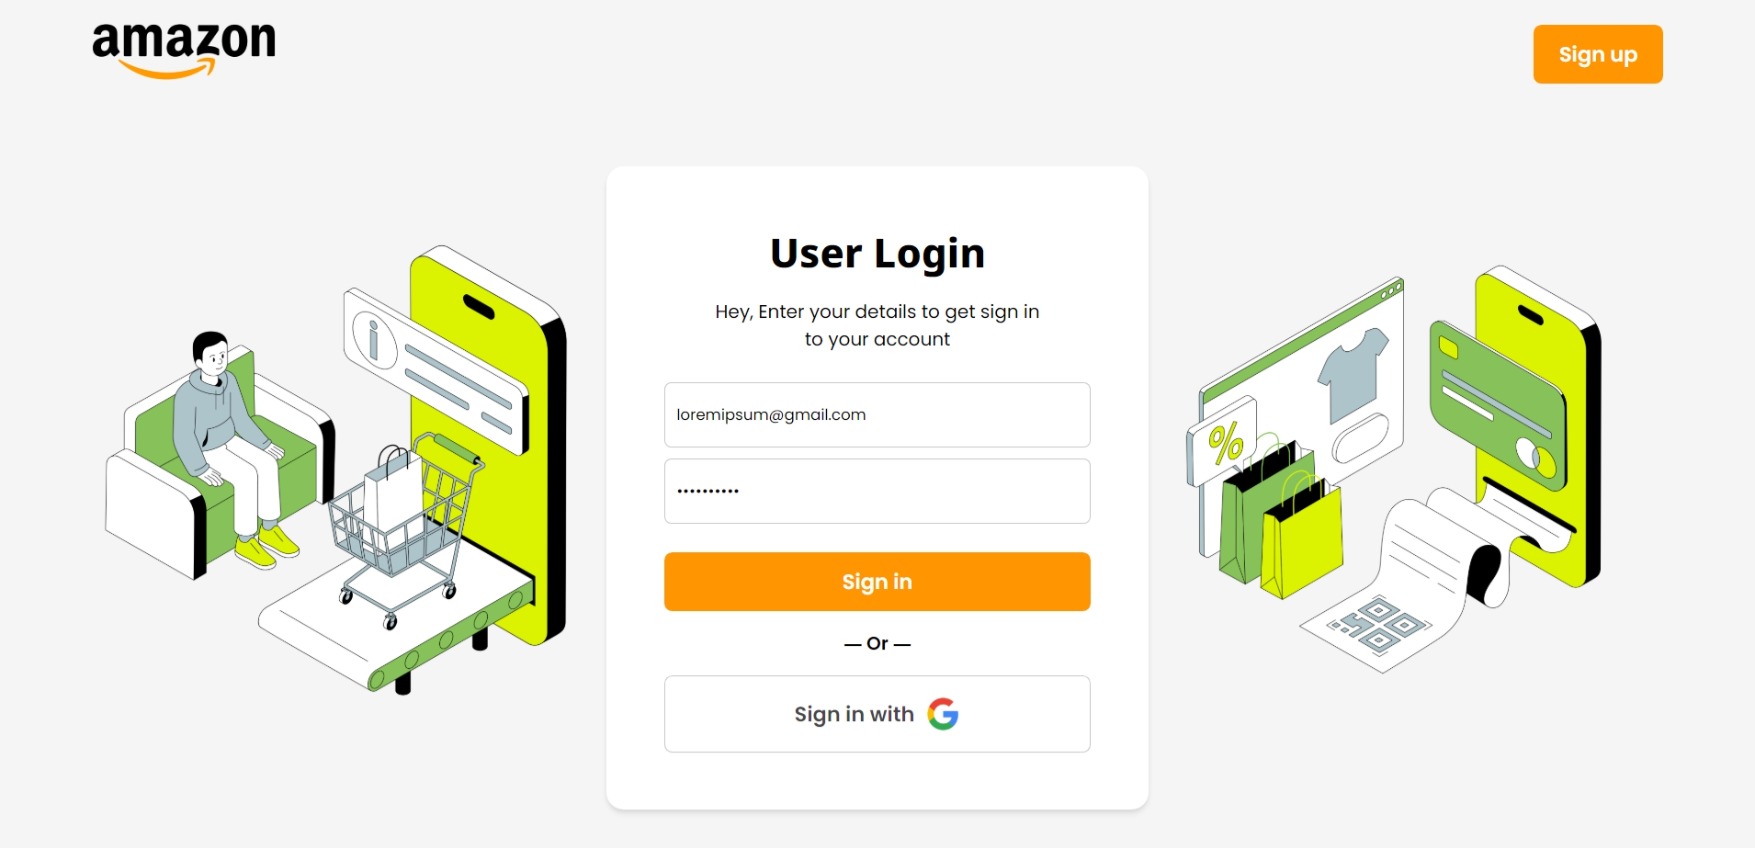 amazon
Sign up
User Login
Hey, Enter your details to get sign in
to your account
loremipsum@gmail.com
••••••••••
Sign in
— Or —
Sign in with G
i
%